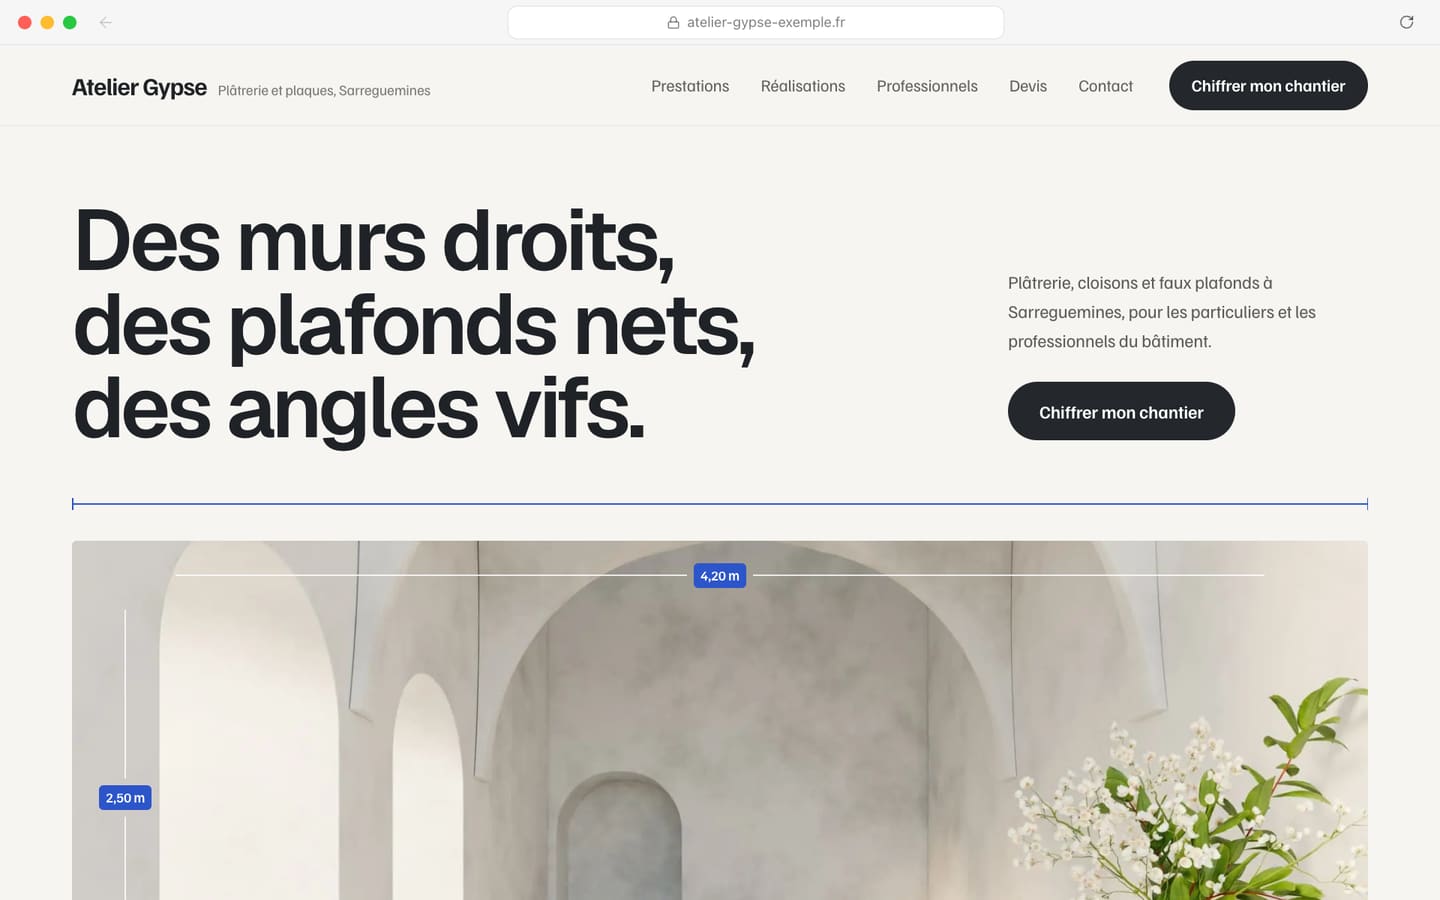 atelier-gypse-exemple.fr
Atelier Gypse
Plâtrerie et plaques, Sarreguemines
Prestations
Réalisations
Professionnels
Devis
Contact
Chiffrer mon chantier
Des murs droits,
des plafonds nets,
des angles vifs.
Plâtrerie, cloisons et faux plafonds à
Sarreguemines, pour les particuliers et les
professionnels du bâtiment.
Chiffrer mon chantier
4,20 m
2,50 m